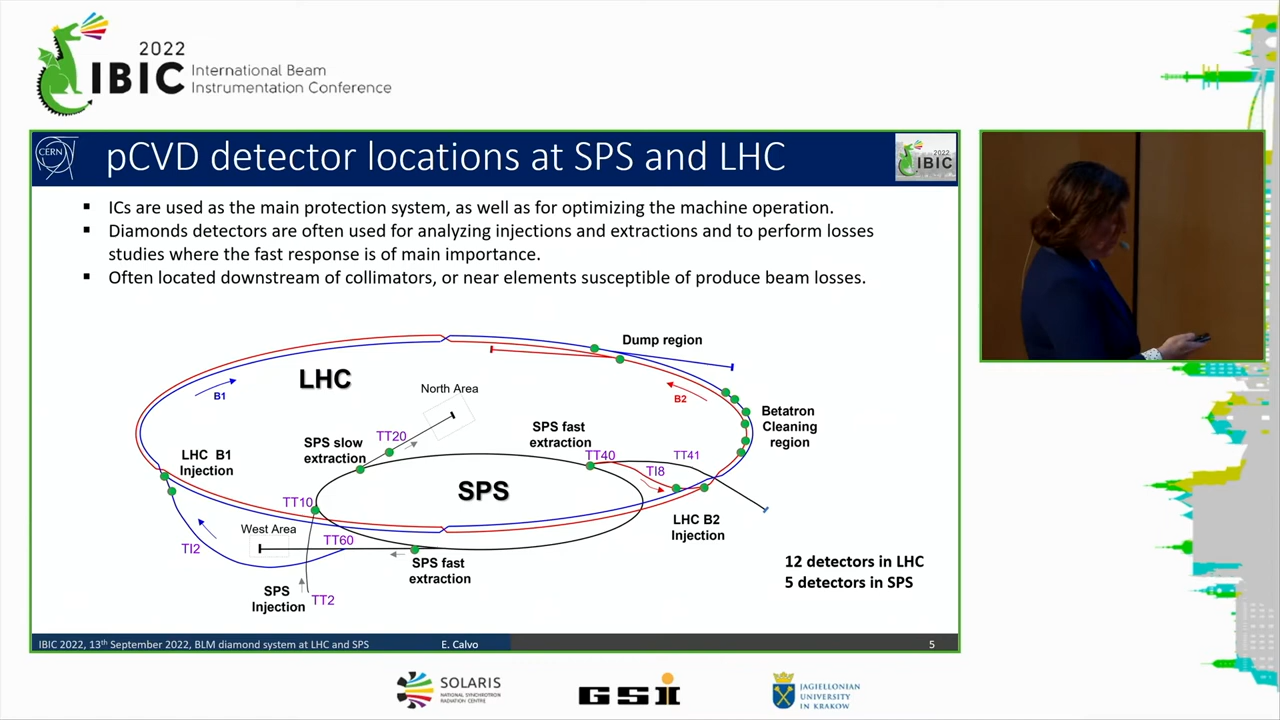 2022
IBIC International Beam
Instrumentation Conference
CERN
pCVD detector locations at SPS and LHC
2022
IBIC
▪ ICs are used as the main protection system, as well as for optimizing the machine operation.
▪ Diamonds detectors are often used for analyzing injections and extractions and to perform losses
studies where the fast response is of main importance.
▪ Often located downstream of collimators, or near elements susceptible of produce beam losses.
Dump region
LHC
B1
North Area
B2
Betatron
Cleaning
region
SPS slow
extraction
TT20
SPS fast
extraction
TT40
TT41
TI8
LHC B1
Injection
SPS
TT10
LHC B2
Injection
West Area
TI2
TT60
SPS fast
extraction
12 detectors in LHC
5 detectors in SPS
SPS
Injection
TT2
IBIC 2022, 13th September 2022, BLM diamond system at LHC and SPS
E. Calvo
5
SOLARIS
NATIONAL SYNCHROTRON
RADIATION CENTRE
GSI
JAGIELLONIAN
UNIVERSITY
IN KRAKOW